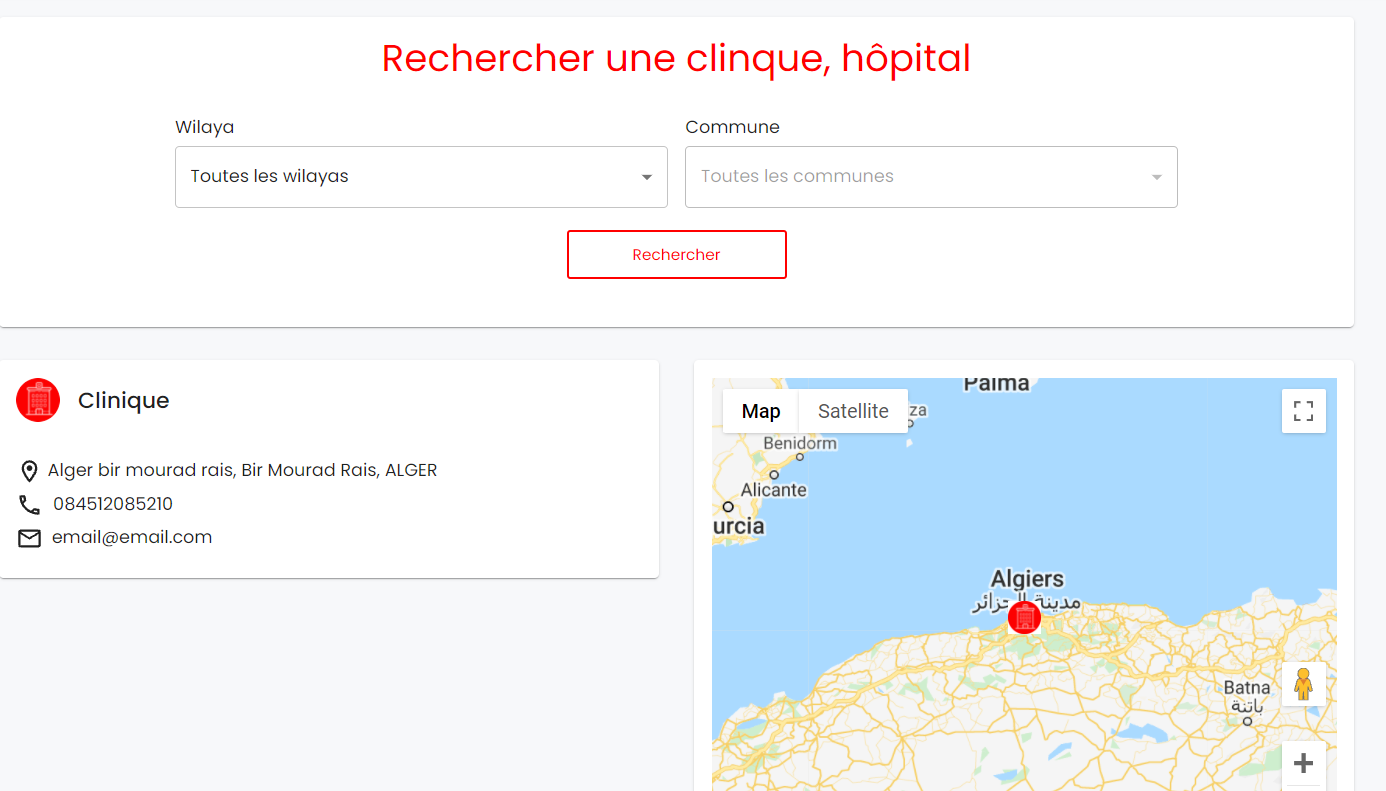 Rechercher une clinque, hôpital
Wilaya
Commune
Toutes les wilayas
Toutes les communes
Rechercher
Clinique
Alger bir mourad rais, Bir Mourad Rais, ALGER
084512085210
email@email.com
Palma
Map
Satellite
za
Benidorm
Alicante
urcia
Algiers
مدينة الجزائر
Batna
باتنة